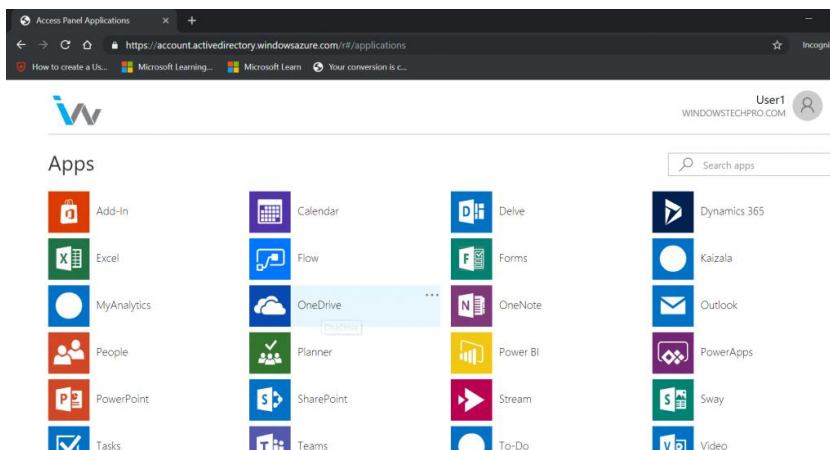 Access Panel Applications
https://account.activedirectory.windowsazure.com/r#/applications
Incogni
How to create a Us... Microsoft Learning... Microsoft Learn Your conversion is c...
User1
WINDOWSTECHPRO.COM
Apps
Search apps
Add-In Calendar Delve Dynamics 365
Excel Flow Forms Kaizala
MyAnalytics OneDrive OneNote Outlook
OneDrive
People Planner Power BI PowerApps
PowerPoint SharePoint Stream Sway
Tasks Teams To-Do Video